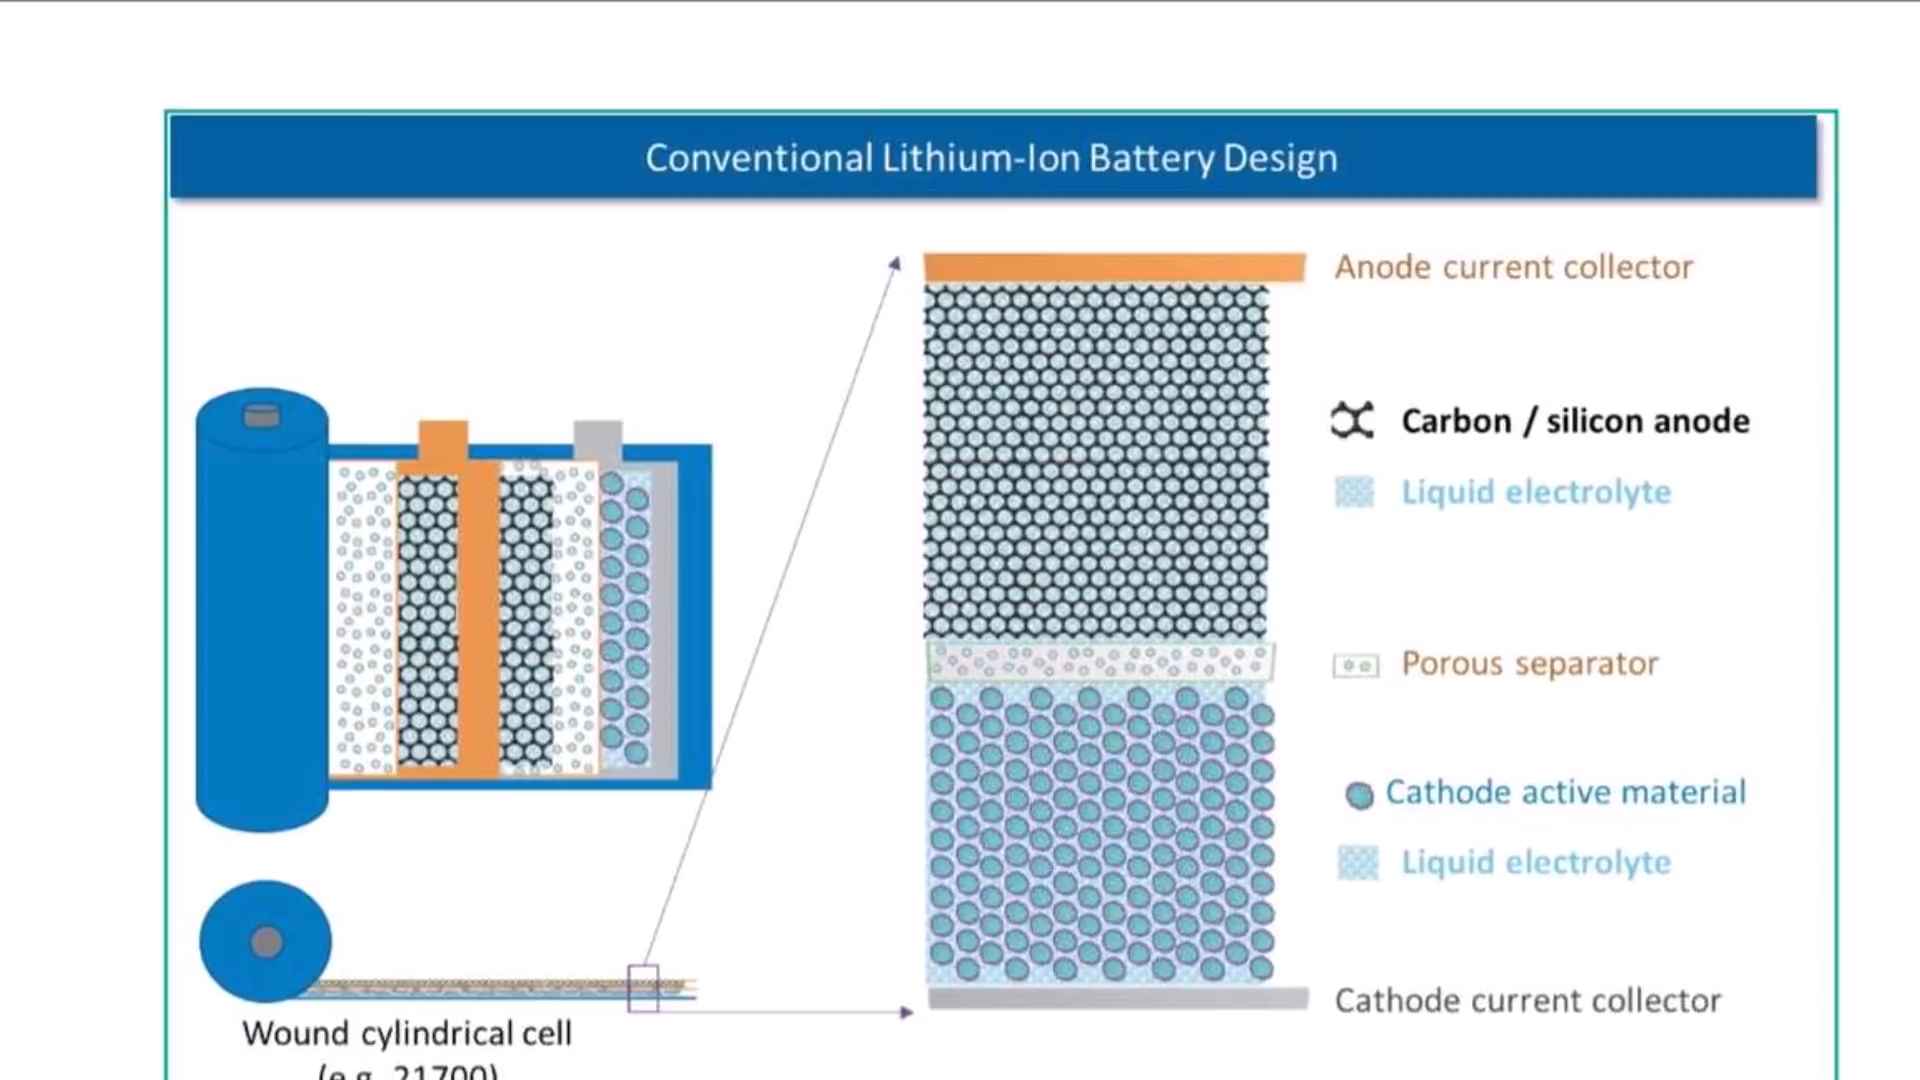 Conventional Lithium-Ion Battery Design
Anode current collector
Carbon / silicon anode
Liquid electrolyte
Porous separator
Cathode active material
Liquid electrolyte
Cathode current collector
Wound cylindrical cell
(e.g. 21700)